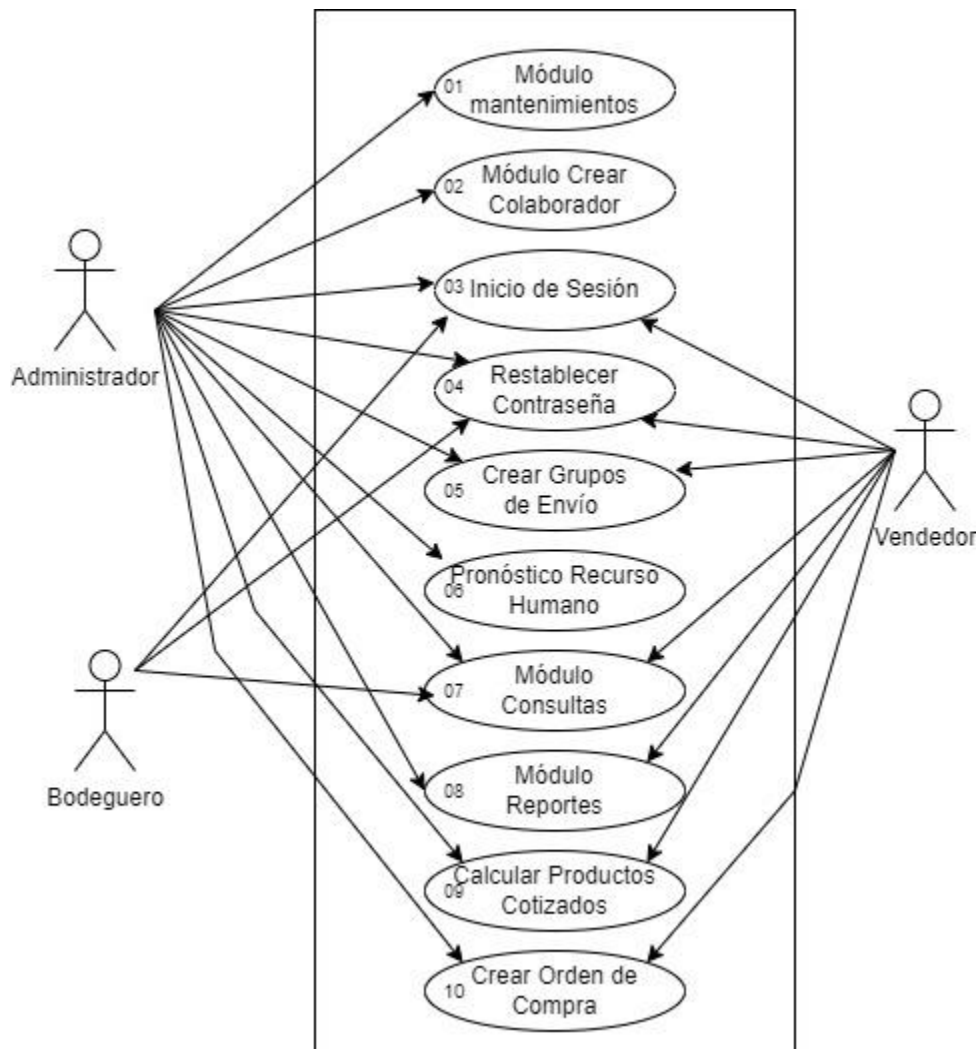 01
Módulo
mantenimientos
02
Módulo Crear
Colaborador
03
Inicio de Sesión
Administrador
04
Restablecer
Contraseña
05
Crear Grupos
de Envío
Vendedor
06
Pronóstico Recurso
Humano
07
Módulo
Consultas
Bodeguero
08
Módulo
Reportes
09
Calcular Productos
Cotizados
10
Crear Orden de
Compra